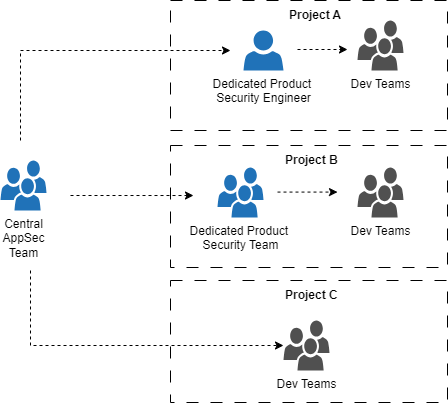 Project A
Dedicated Product
Security Engineer
Dev Teams
Central
AppSec
Team
Project B
Dedicated Product
Security Team
Dev Teams
Project C
Dev Teams